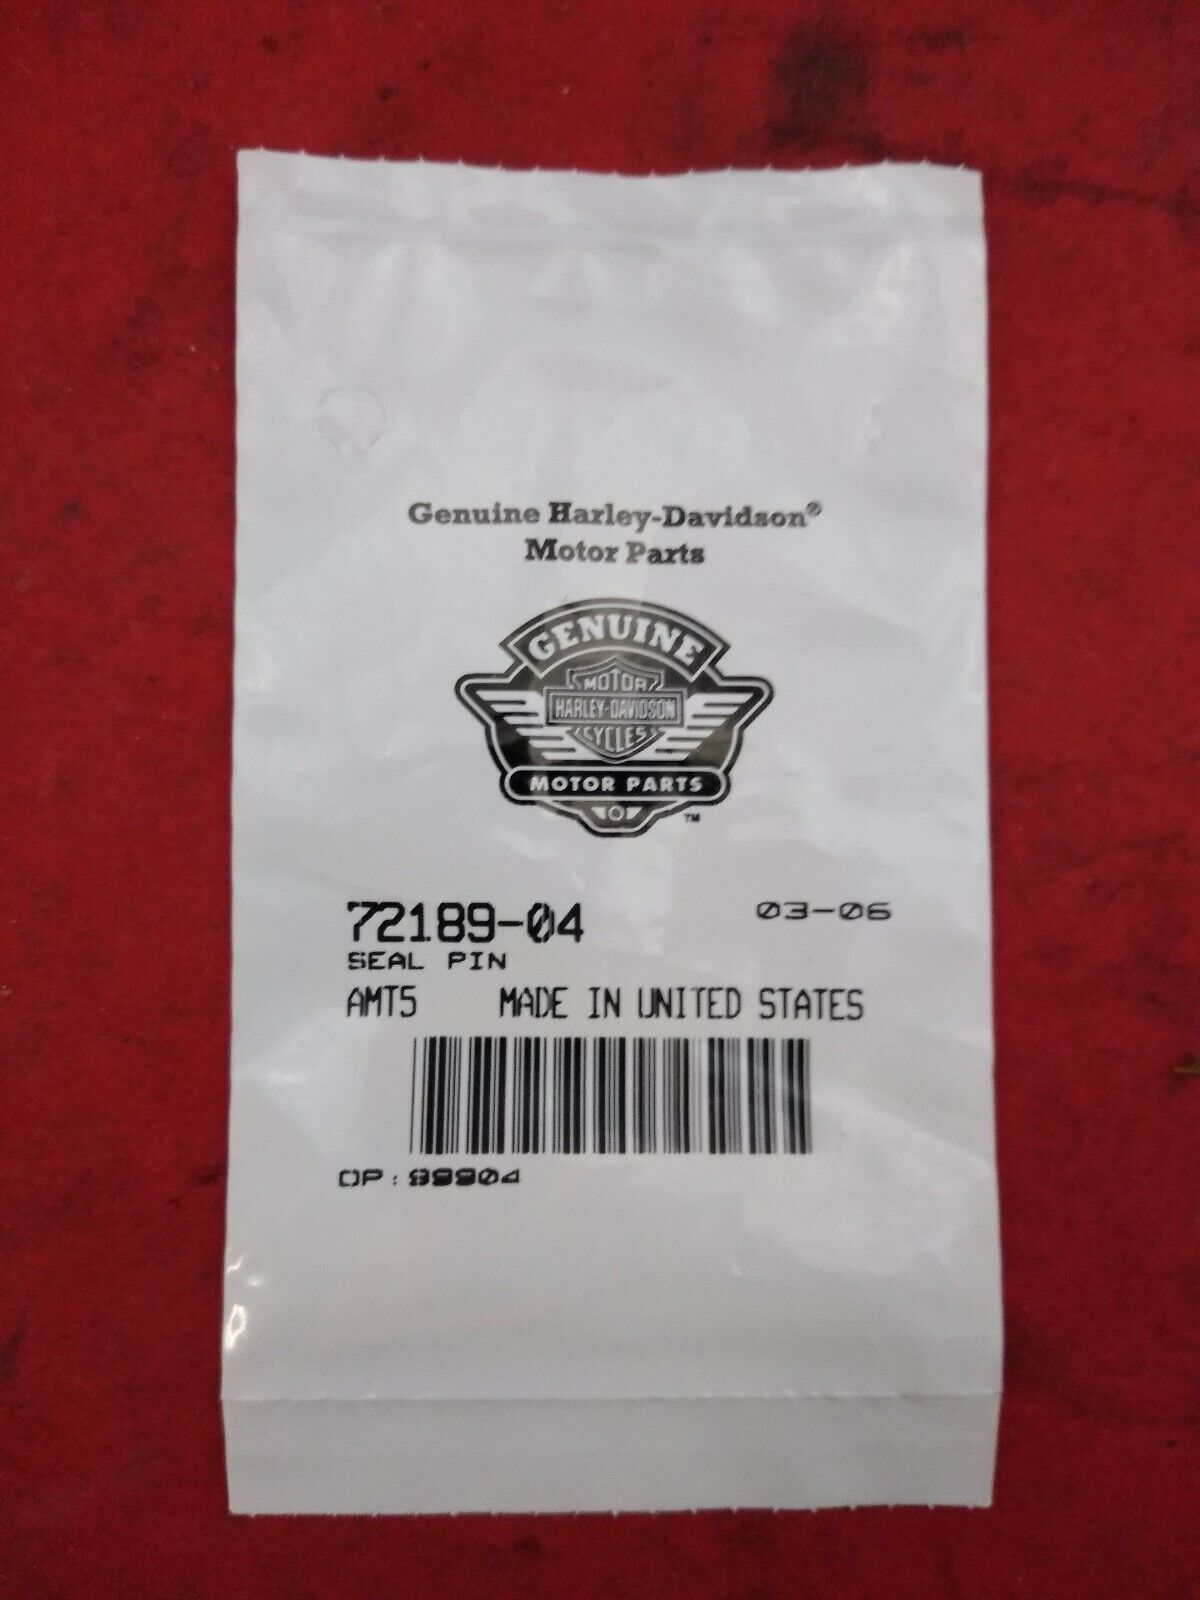 Genuine Harley-Davidson®
Motor Parts
GENUINE
MOTOR
HARLEY-DAVIDSON
CYCLES
MOTOR PARTS
TM
72189-04 03-06
SEAL PIN
AMT5 MADE IN UNITED STATES
OP: 99904